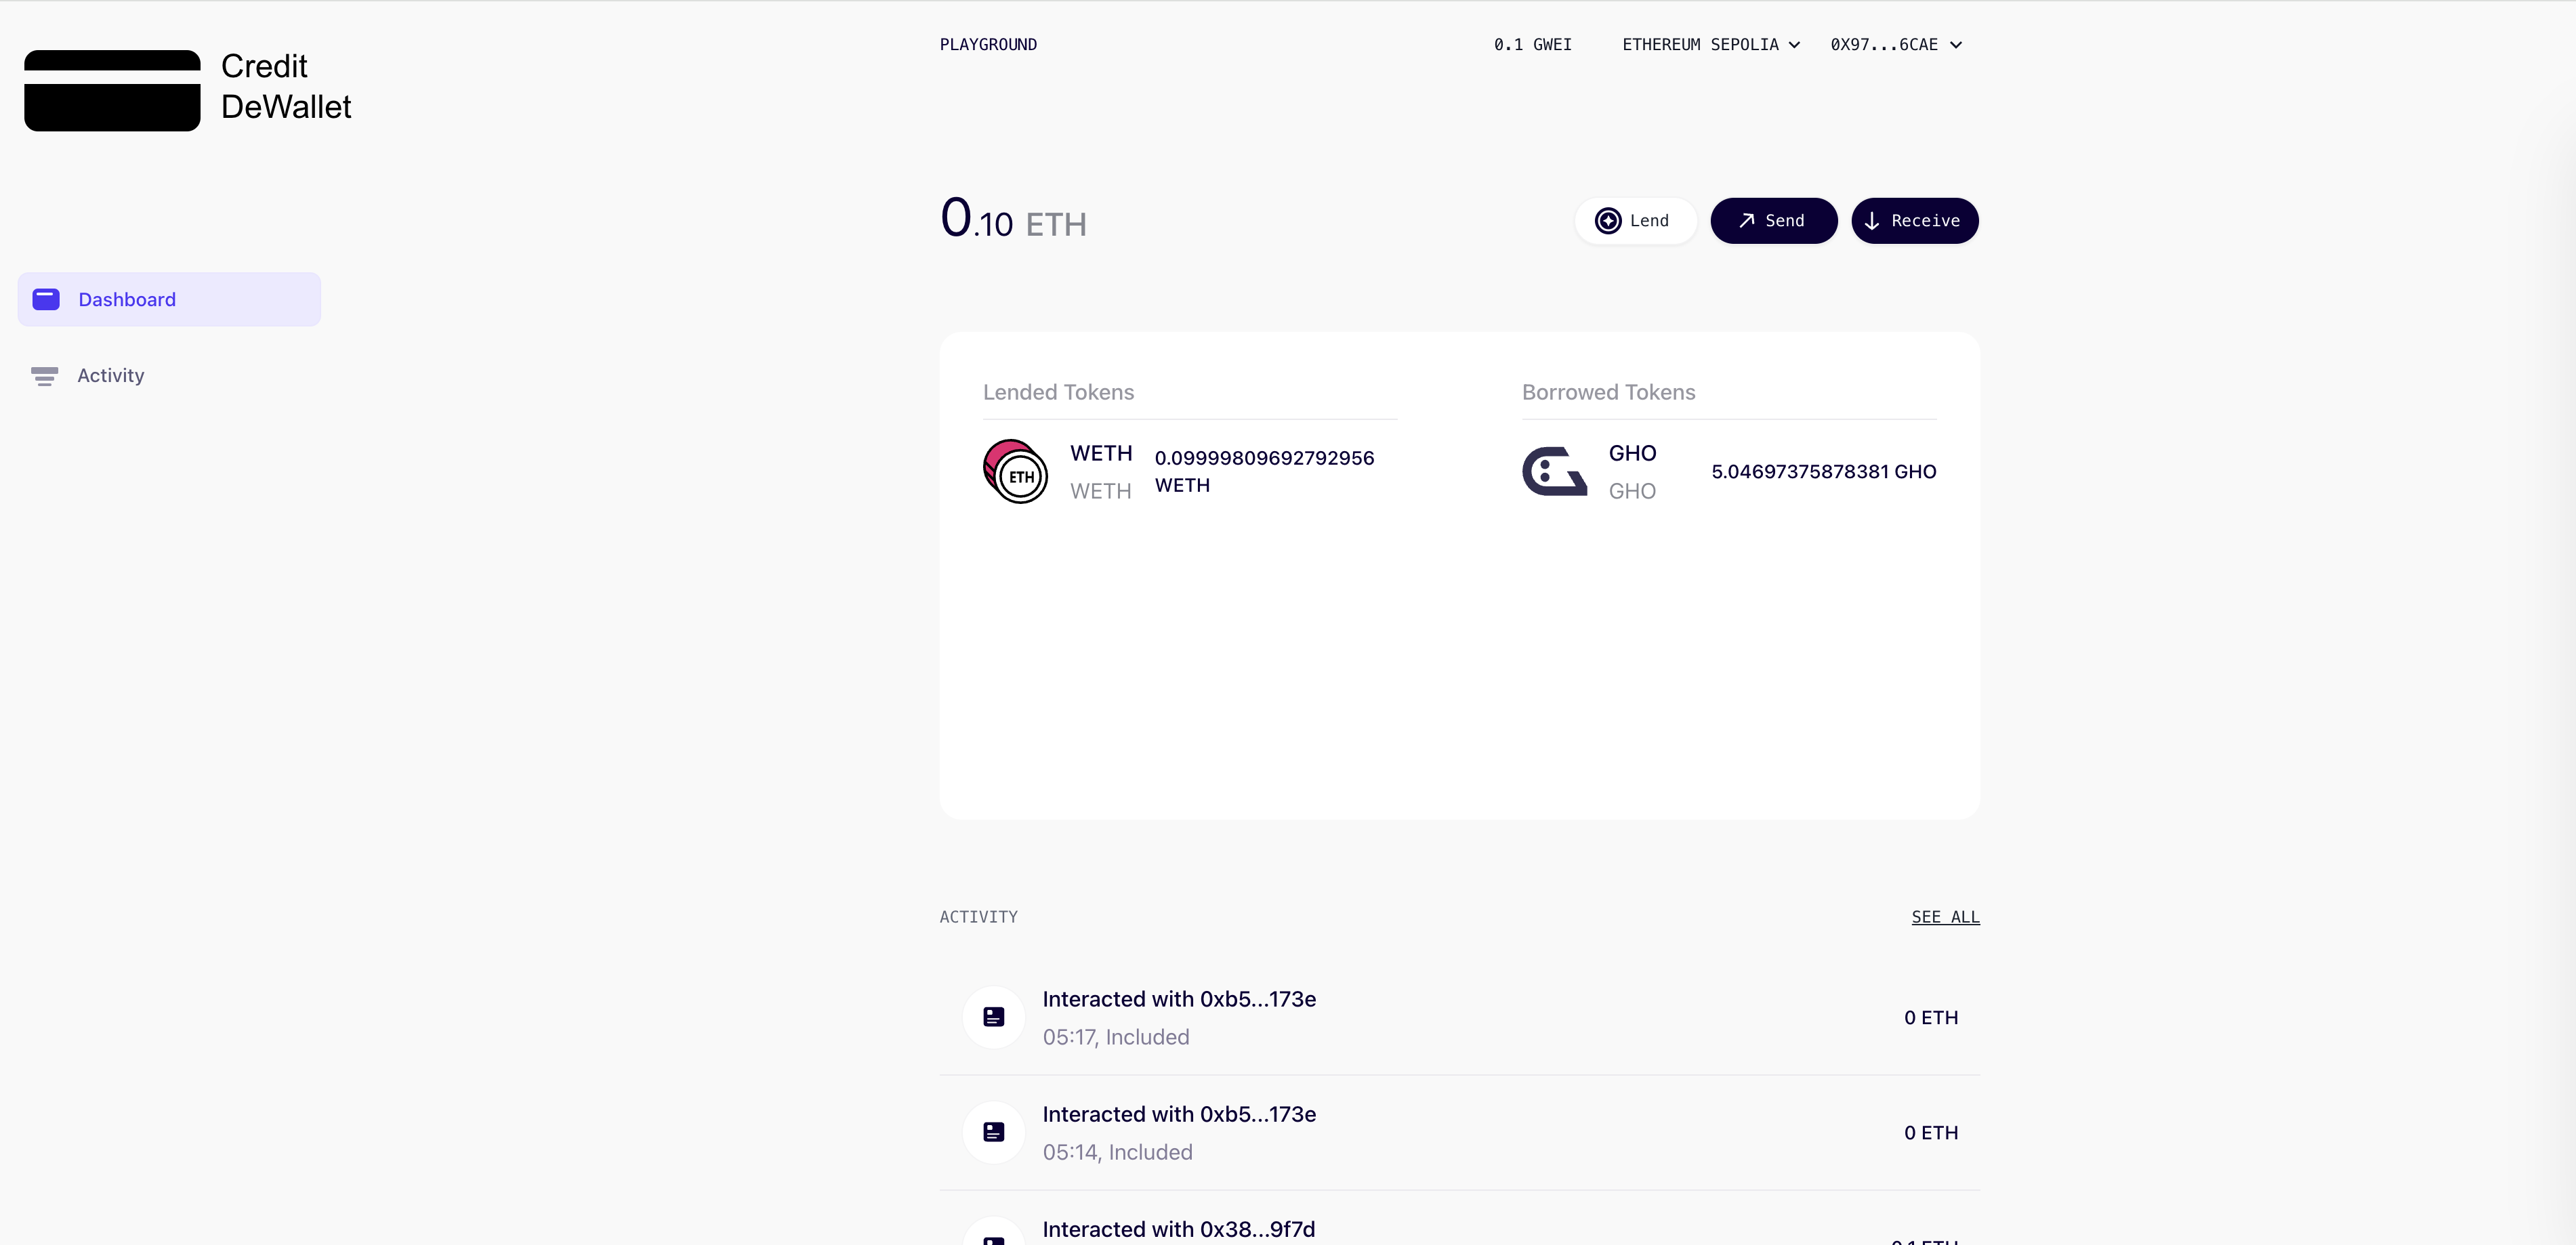 Credit
DeWallet
PLAYGROUND
0.1 GWEI
ETHEREUM SEPOLIA
0X97...6CAE
0.10 ETH
Lend
Send
Receive
Dashboard
Activity
Lended Tokens
ETH
WETH
WETH
0.09999809692792956
WETH
Borrowed Tokens
GHO
GHO
5.04697375878381 GHO
ACTIVITY
SEE ALL
Interacted with 0xb5...173e
05:17, Included
0 ETH
Interacted with 0xb5...173e
05:14, Included
0 ETH
Interacted with 0x38...9f7d